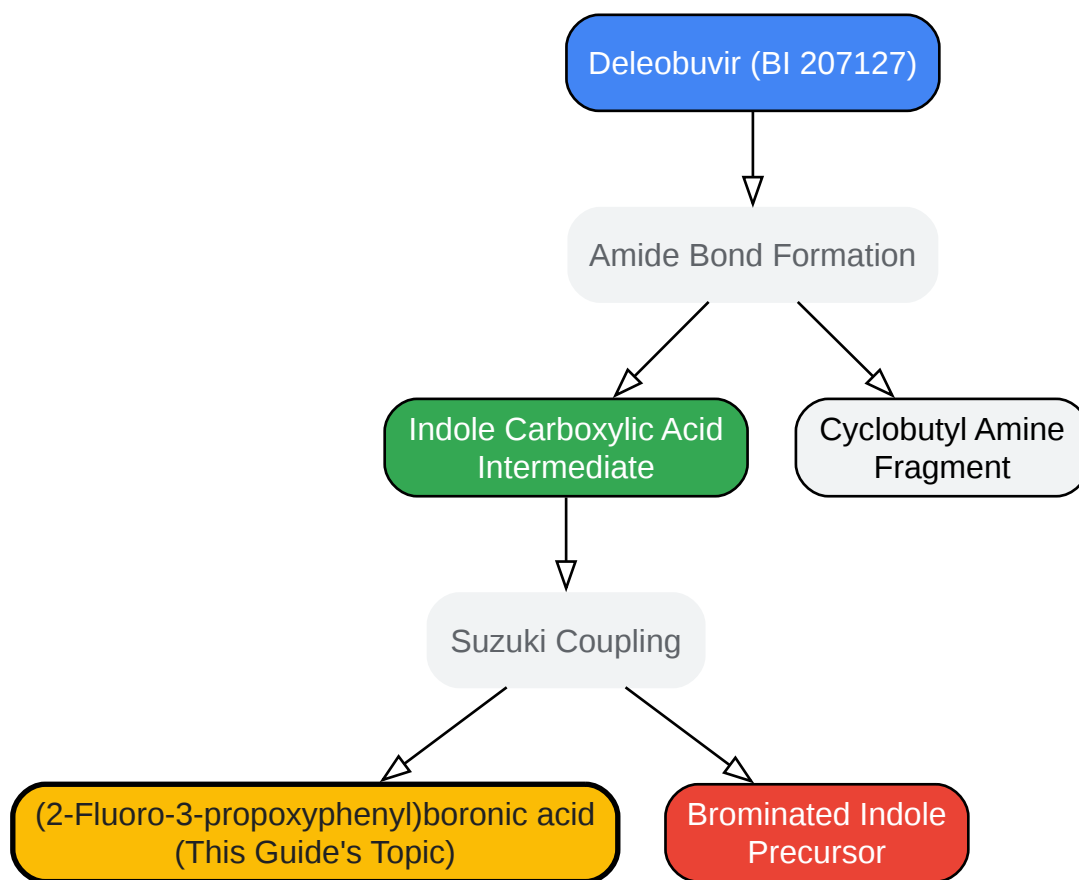 Deleobuvir (BI 207127)
Amide Bond Formation
Indole Carboxylic Acid
Intermediate
Cyclobutyl Amine
Fragment
Suzuki Coupling
(2-Fluoro-3-propoxyphenyl)boronic acid
(This Guide's Topic)
Brominated Indole
Precursor